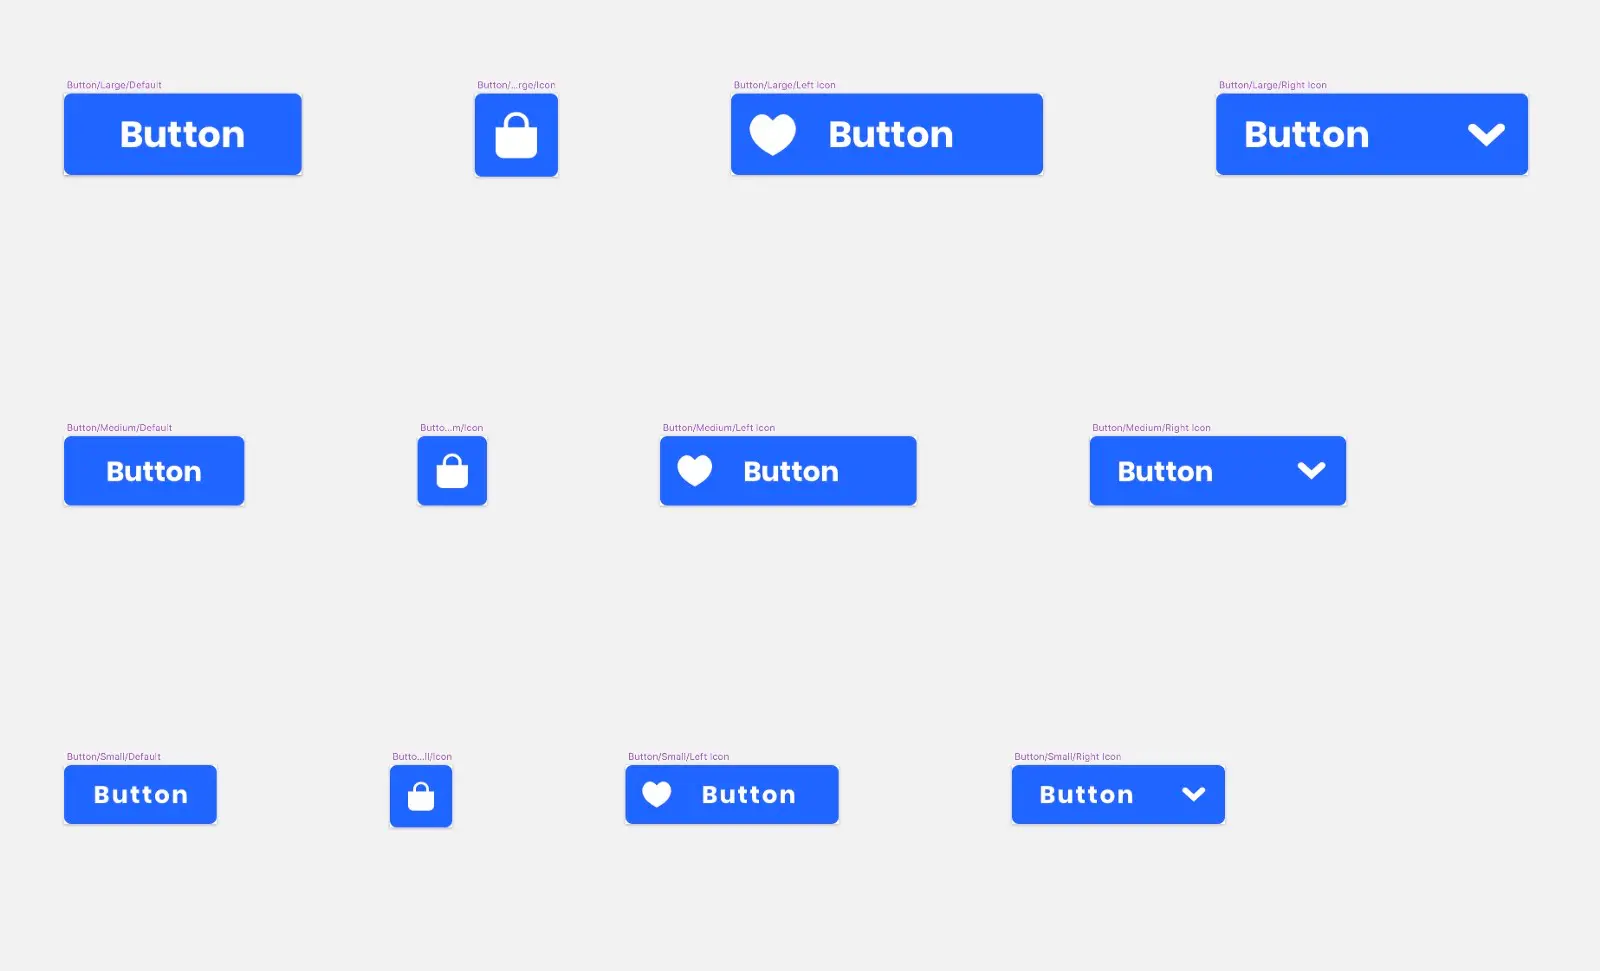 Button/Large/Default
Button/...rge/Icon
Button/Large/Left Icon
Button/Large/Right Icon
Button
Button
Button
Button/Medium/Default
Butto...m/Icon
Button/Medium/Left Icon
Button/Medium/Right Icon
Button
Button
Button
Button/Small/Default
Butto...ll/Icon
Button/Small/Left Icon
Button/Small/Right Icon
Button
Button
Button